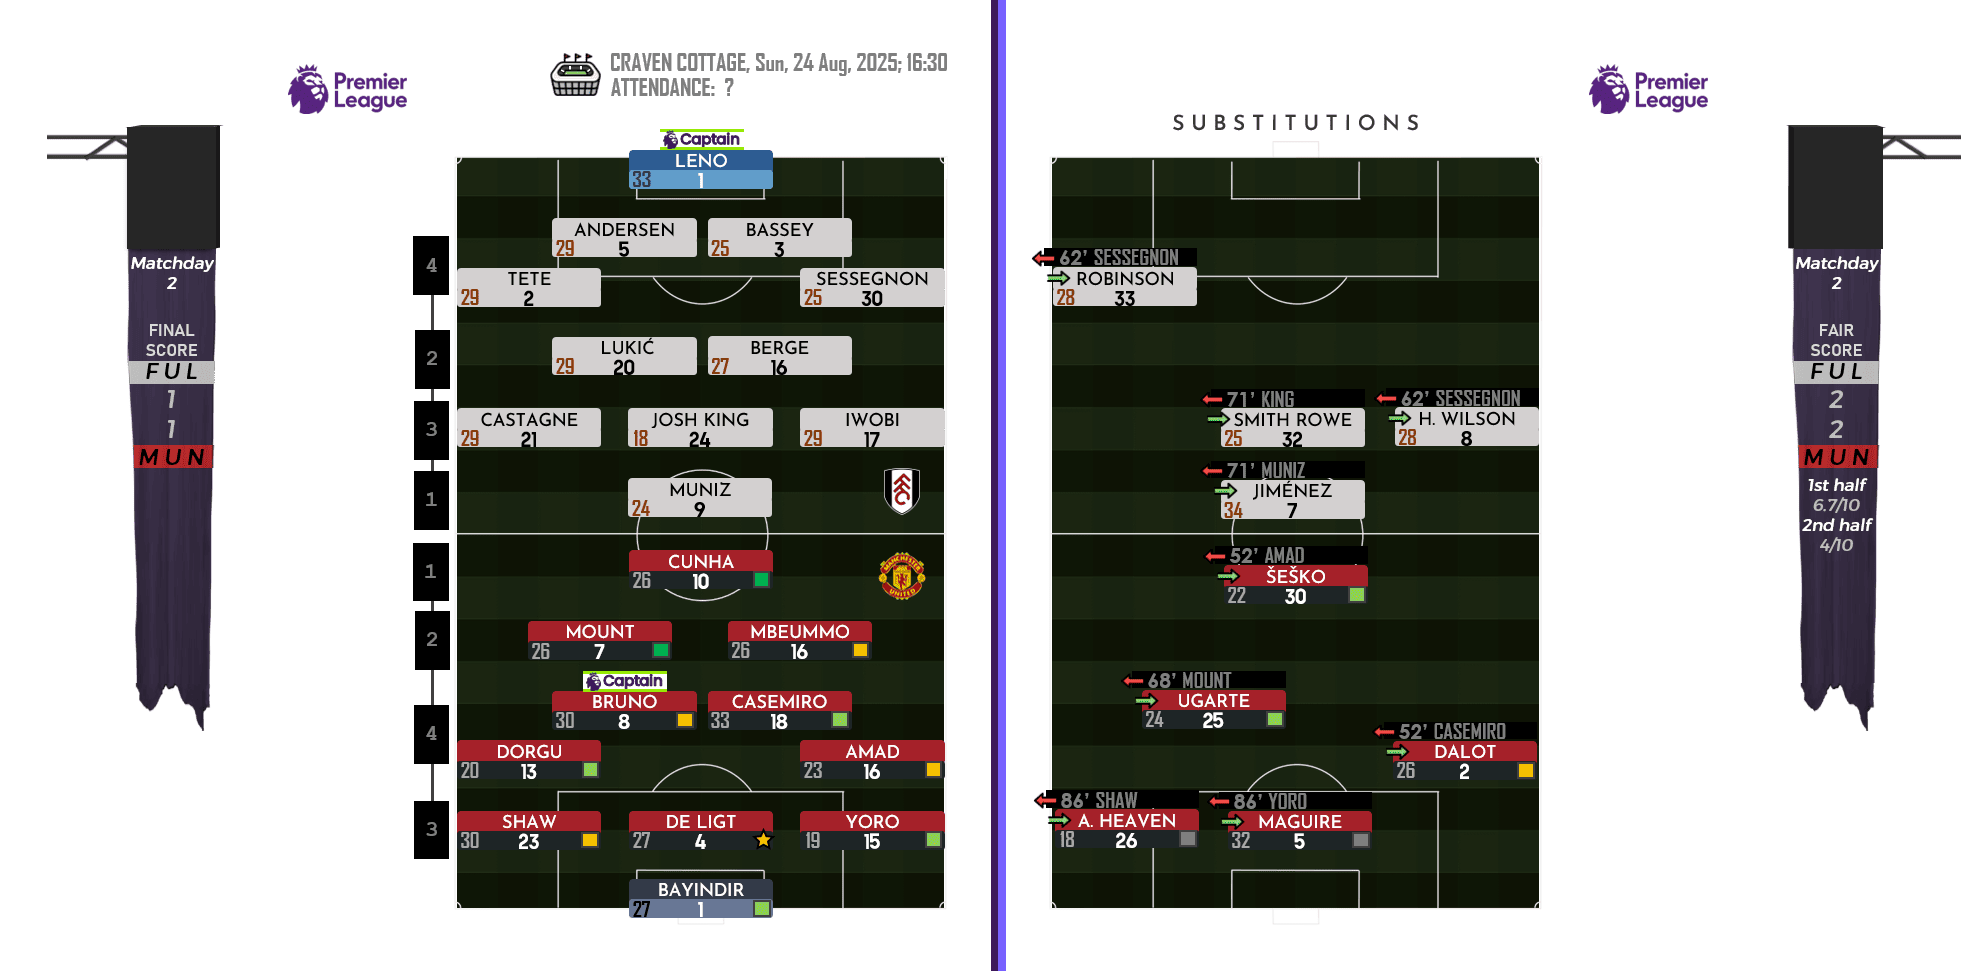 Premier
League
CRAVEN COTTAGE, Sun, 24 Aug, 2025; 16:30
ATTENDANCE: ?
Matchday
2
FINAL
SCORE
FUL
1
1
MUN
Captain
LENO
33 1
ANDERSEN
29 5
BASSEY
25 3
4
TETE
29 2
SESSEGNON
25 30
2
LUKIĆ
29 20
BERGE
27 16
3
CASTAGNE
29 21
JOSH KING
18 24
IWOBI
29 17
1
MUNIZ
24 9
FFC
1
CUNHA
26 10
MANCHESTER
UNITED
2
MOUNT
26 7
MBEUMMO
26 16
Captain
4
BRUNO
30 8
CASEMIRO
33 18
DORGU
20 13
AMAD
23 16
3
SHAW
30 23
DE LIGT
27 4
YORO
19 15
BAYINDIR
27 1
Premier
League
SUBSTITUTIONS
62’ SESSEGNON
ROBINSON
28 33
71’ KING
SMITH ROWE
25 32
62’ SESSEGNON
H. WILSON
28 8
71’ MUNIZ
JIMÉNEZ
34 7
52’ AMAD
ŠEŠKO
22 30
68’ MOUNT
UGARTE
24 25
52’ CASEMIRO
DALOT
26 2
86’ SHAW
A. HEAVEN
18 26
86’ YORO
MAGUIRE
32 5
Matchday
2
FAIR
SCORE
FUL
2
2
MUN
1st half
6.7/10
2nd half
4/10